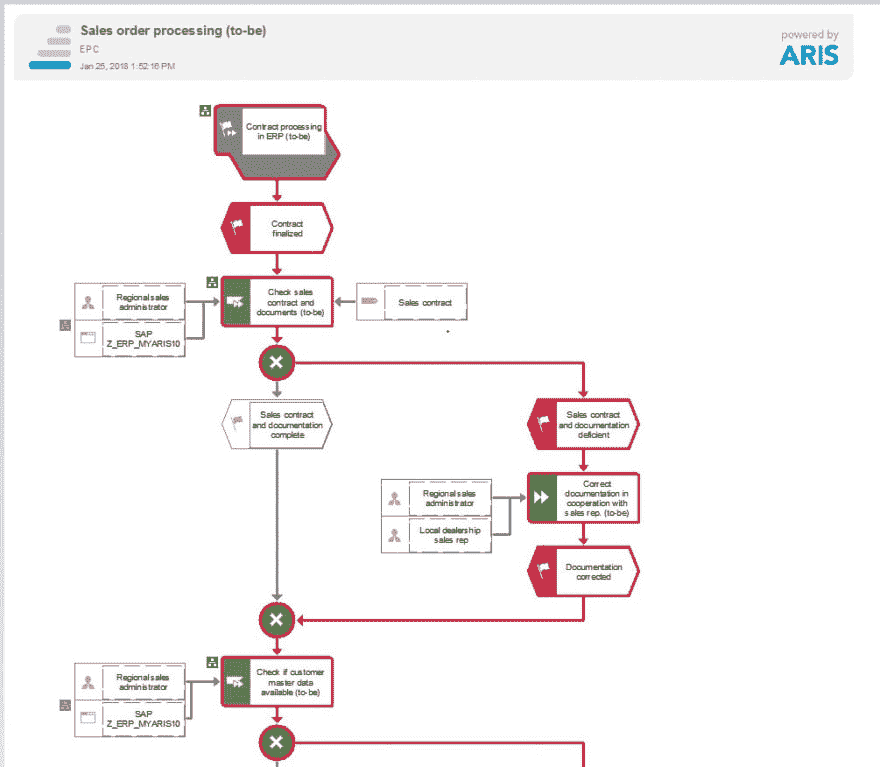 Sales order processing (to-be)
EPC
Jan 25, 2018 1:52:16 PM
powered by
ARIS
Contract processing
in ERP (to-be)
Contract
finalized
Regional sales
administrator
SAP
Z_ERP_MYARIS10
Check sales
contract and
documents (to-be)
Sales contract
Sales contract
and documentation
complete
Sales contract
and documentation
deficient
Regional sales
administrator
Local dealership
sales rep
Correct
documentation in
cooperation with
sales rep. (to-be)
Documentation
corrected
Regional sales
administrator
SAP
Z_ERP_MYARIS10
Check if customer
master data
available (to-be)